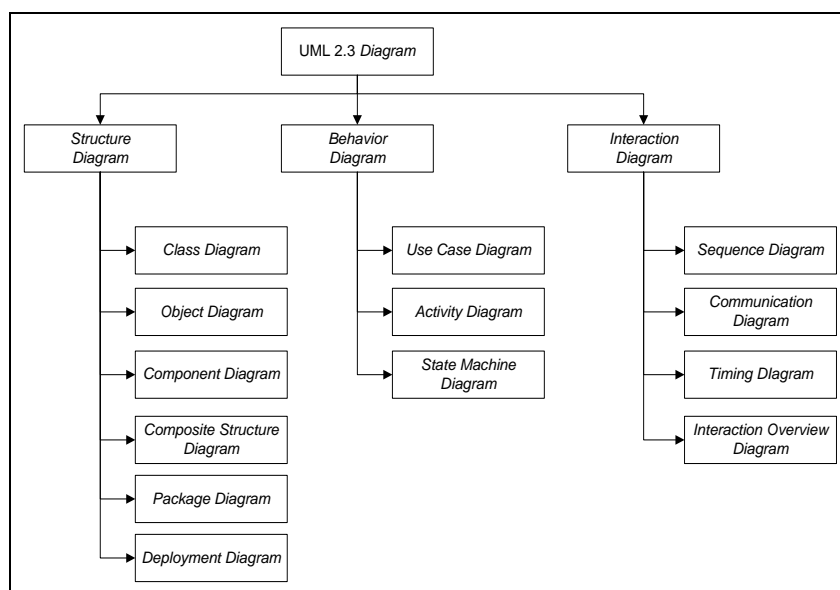 UML 2.3 Diagram
Structure
Diagram
Behavior
Diagram
Interaction
Diagram
Class Diagram
Object Diagram
Component Diagram
Composite Structure
Diagram
Package Diagram
Deployment Diagram
Use Case Diagram
Activity Diagram
State Machine
Diagram
Sequence Diagram
Communication
Diagram
Timing DIagram
Interaction Overview
Diagram